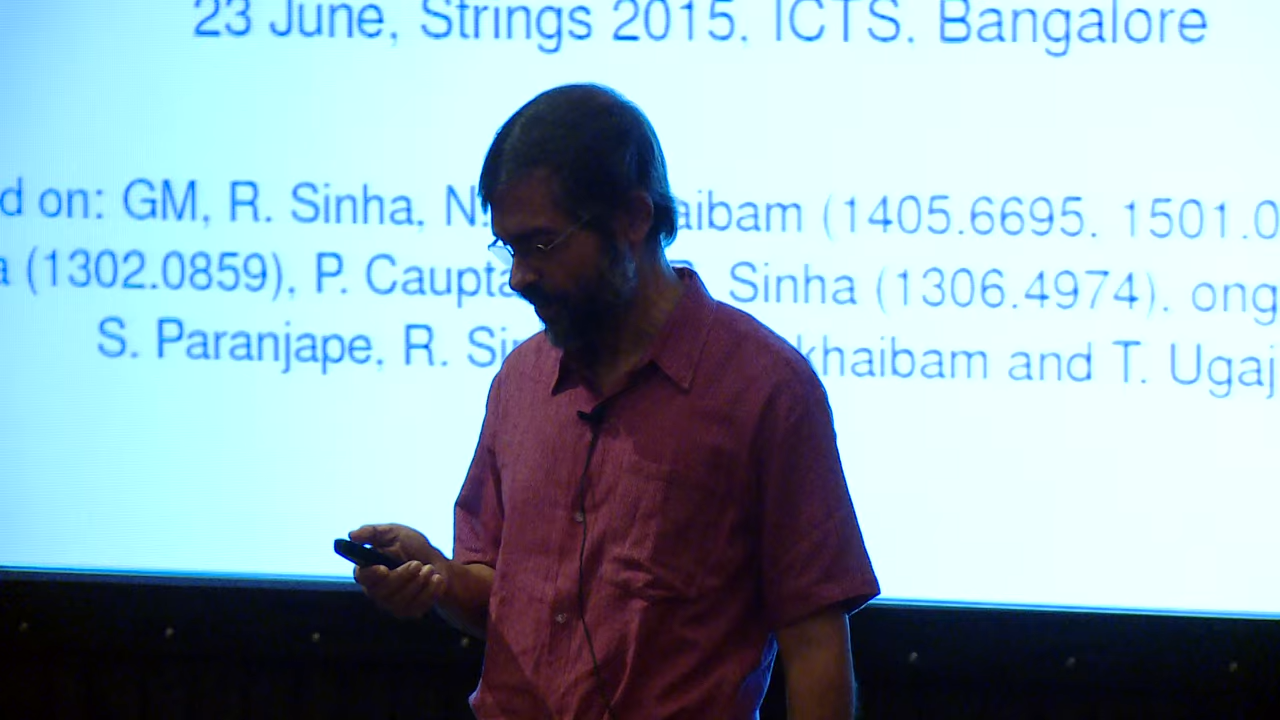 23 June, Strings 2015. ICTS. Bangalore
d on: GM, R. Sinha. N. aibam (1405.6695. 1501.0
a (1302.0859), P. Caupta Sinha (1306.4974). ong
S. Paranjape. R. Si khaibam and T. Ugaj